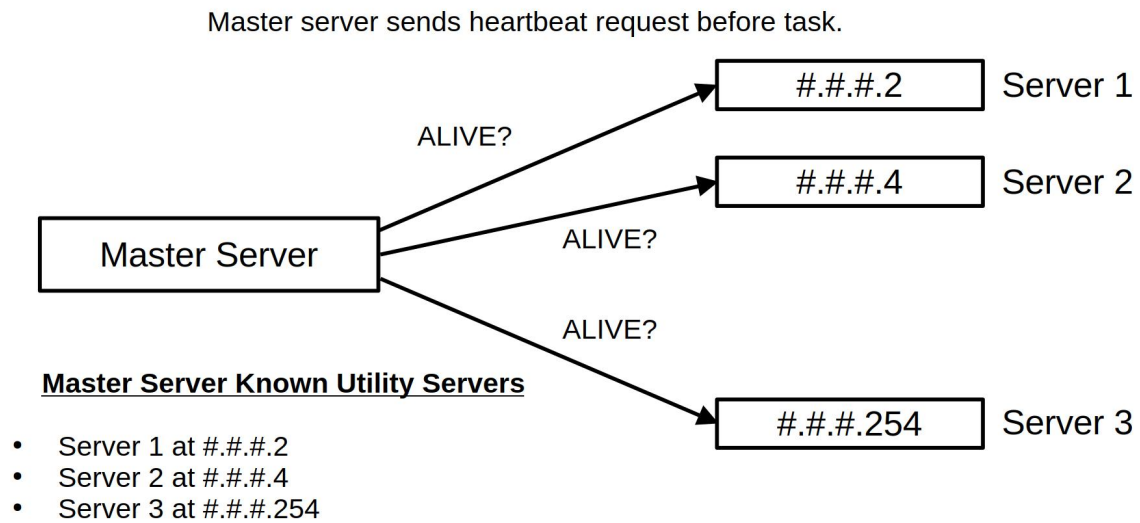 Master server sends heartbeat request before task.
#.#.#.2 Server 1
ALIVE?
#.#.#.4 Server 2
ALIVE?
Master Server
ALIVE?
#.#.#.254 Server 3
Master Server Known Utility Servers
• Server 1 at #.#.#.2
• Server 2 at #.#.#.4
• Server 3 at #.#.#.254